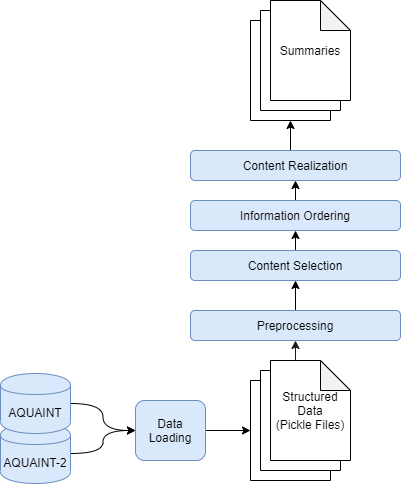 Summaries
Content Realization
Information Ordering
Content Selection
Preprocessing
Structured
Data
(Pickle Files)
AQUAINT
AQUAINT-2
Data
Loading